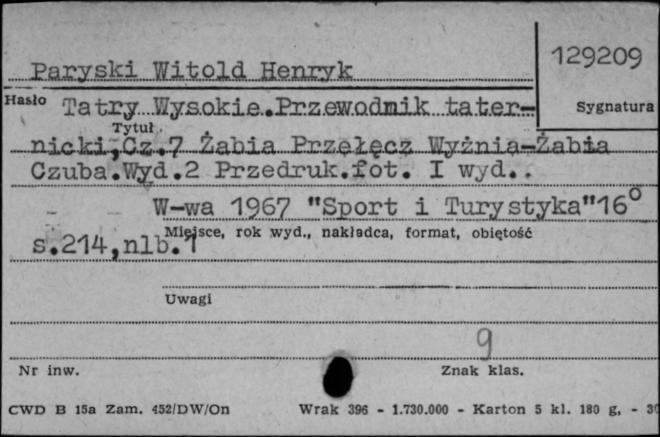 129209
Paryski Witold Henryk
Hasło
Tatry Wysokie.Przewodnik tater-
Sygnatura
Tytuł
nicki,Cz.7 Żabia Przełęcz Wyżnia-Żabia
Czuba.Wyd.2 Przedruk.fot. I wyd..
- - W-wa 1967 "Sport i Turystyka"16°
Miejsce, rok wyd., nakładca, format, objętość
s.214,nlb.1
Uwagi
9
Nr inw. Znak klas.
CWD B 15a Zam. 452/DW/On Wrak 396 - 1.730.000 - Karton 5 kl. 180 g, -